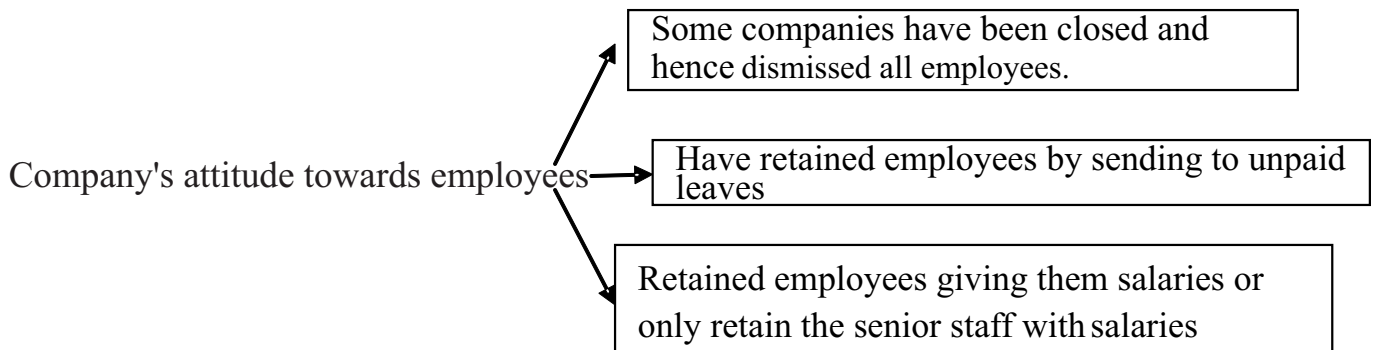 Some companies have been closed and
hence dismissed all employees.
Company's attitude towards employees
Have retained employees by sending to unpaid
leaves
Retained employees giving them salaries or
only retain the senior staff with salaries